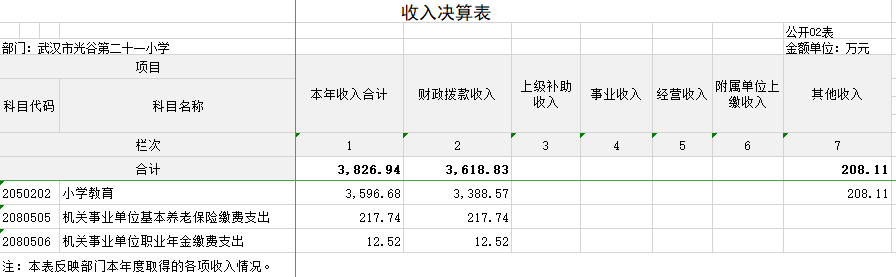 收入决算表
公开02表
部门：武汉市光谷第二十一小学 金额单位：万元
项目 本年收入合计 财政拨款收入 上级补助收入 事业收入 经营收入 附属单位上缴收入 其他收入
科目代码 科目名称
栏次 1 2 3 4 5 6 7
合计 3,826.94 3,618.83 208.11
2050202 小学教育 3,596.68 3,388.57 208.11
2080505 机关事业单位基本养老保险缴费支出 217.74 217.74
2080506 机关事业单位职业年金缴费支出 12.52 12.52
注：本表反映部门本年度取得的各项收入情况。